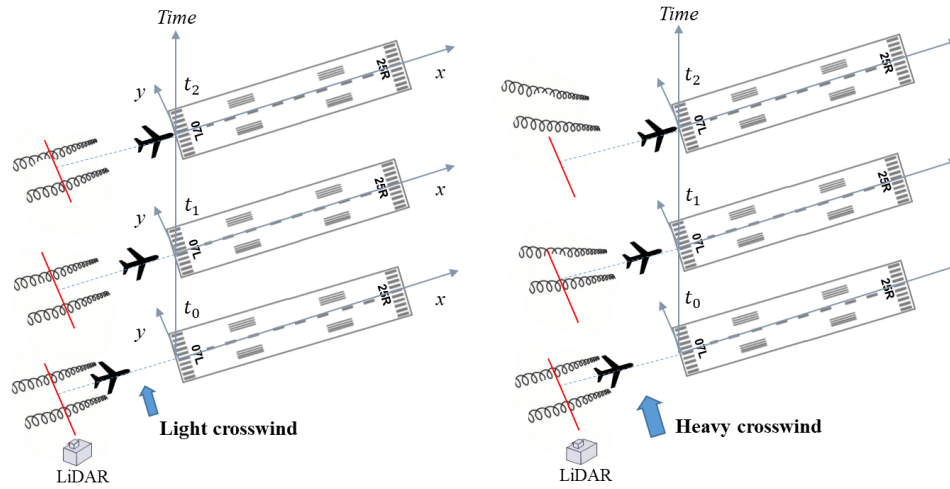 Time
t₂
y
x
07L
25R
t₁
y
x
07L
25R
t₀
y
x
07L
25R
Light crosswind
LiDAR
Time
t₂
07L
25R
t₁
07L
25R
t₀
07L
25R
Heavy crosswind
LiDAR